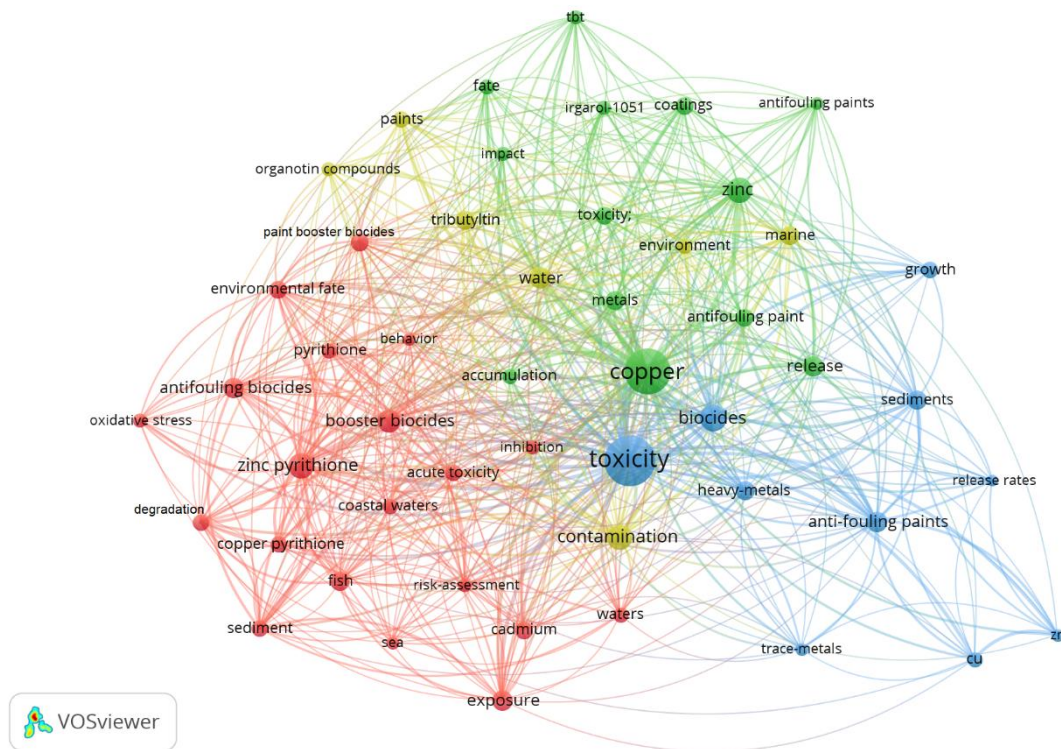 tbt
fate
irgarol-1051
coatings
antifouling paints
paints
impact
organotin compounds
zinc
tributyltin
toxicity;
paint booster biocides
environment
marine
water
growth
environmental fate
metals
antifouling paint
behavior
pyrithione
accumulation
copper
release
antifouling biocides
sediments
oxidative stress
booster biocides
biocides
inhibition
toxicity
zinc pyrithione
acute toxicity
heavy-metals
release rates
coastal waters
degradation
anti-fouling paints
copper pyrithione
contamination
fish
risk-assessment
waters
sediment
cadmium
sea
trace-metals
cu
exposure
VOSviewer